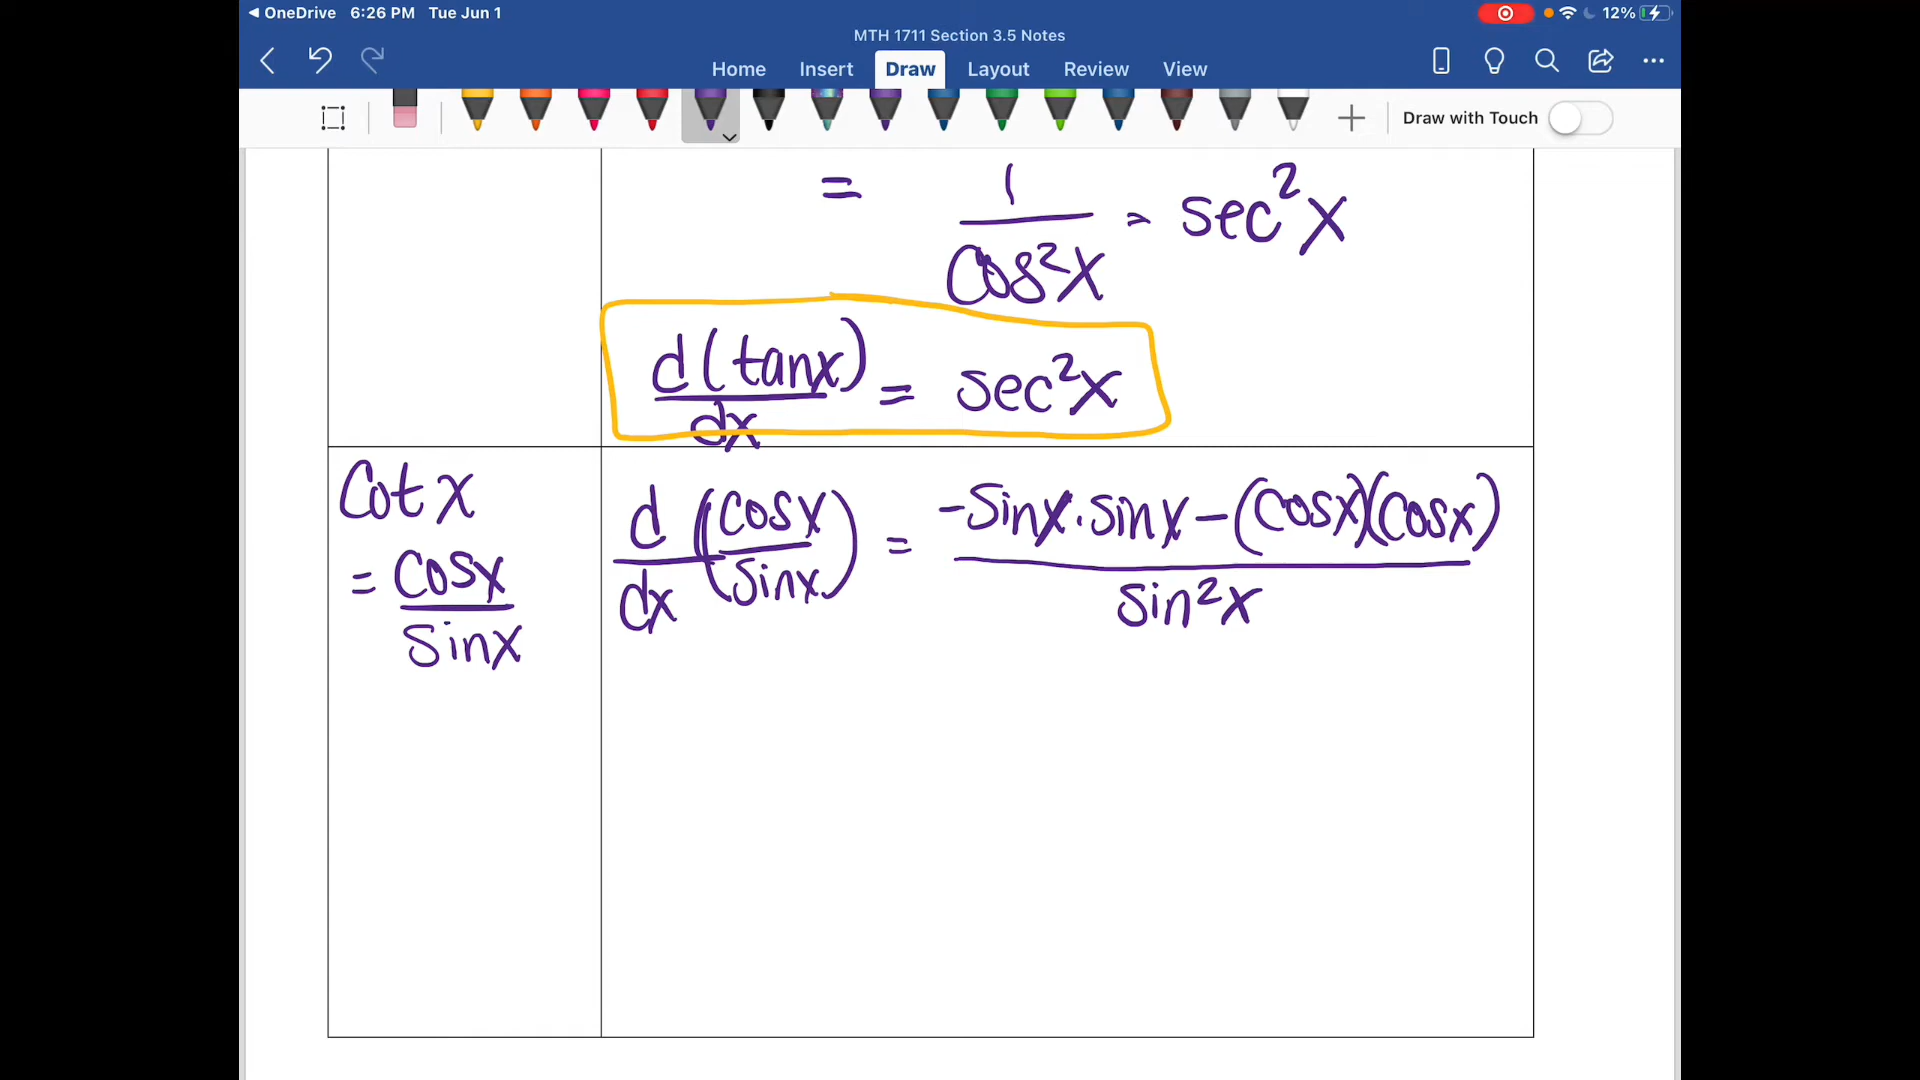 OneDrive 6:26 PM Tue Jun 1 12%
MTH 1711 Section 3.5 Notes
Home Insert Draw Layout Review View
Draw with Touch
= 1/cos²x = sec²x
d(tanx)/dx = sec²x
Cot x
= cosx/sinx
d/dx (cosx/sinx) = -sinx·sinx-(cosx)(cosx)/sin²x